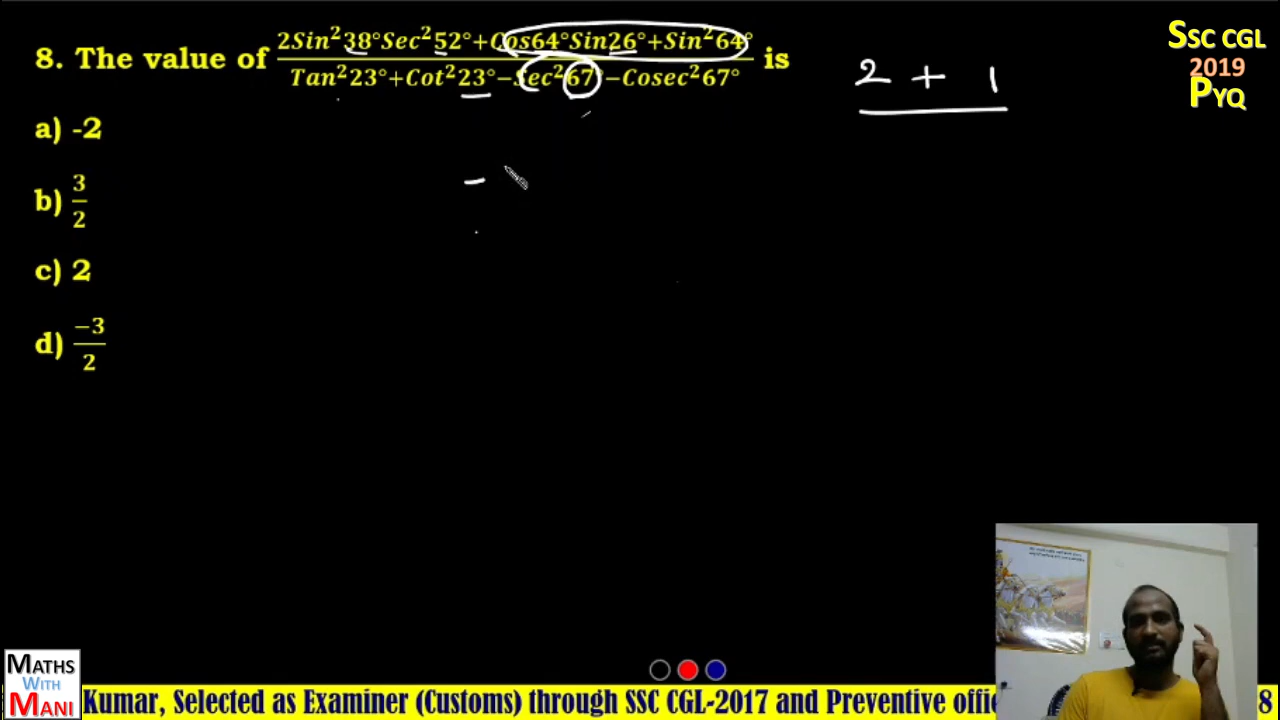 8. The value of
2Sin²38°Sec²52°+Cos64°Sin26°+Sin²64°
Tan²23°+Cot²23°−Sec²67°−Cosec²67°
is
2 + 1
SSC CGL
2019
PYQ
a) -2
b) 3/2
c) 2
d) −3/2
MATHS
WITH
MANI
Kumar, Selected as Examiner (Customs) through SSC CGL-2017 and Preventive offi
8